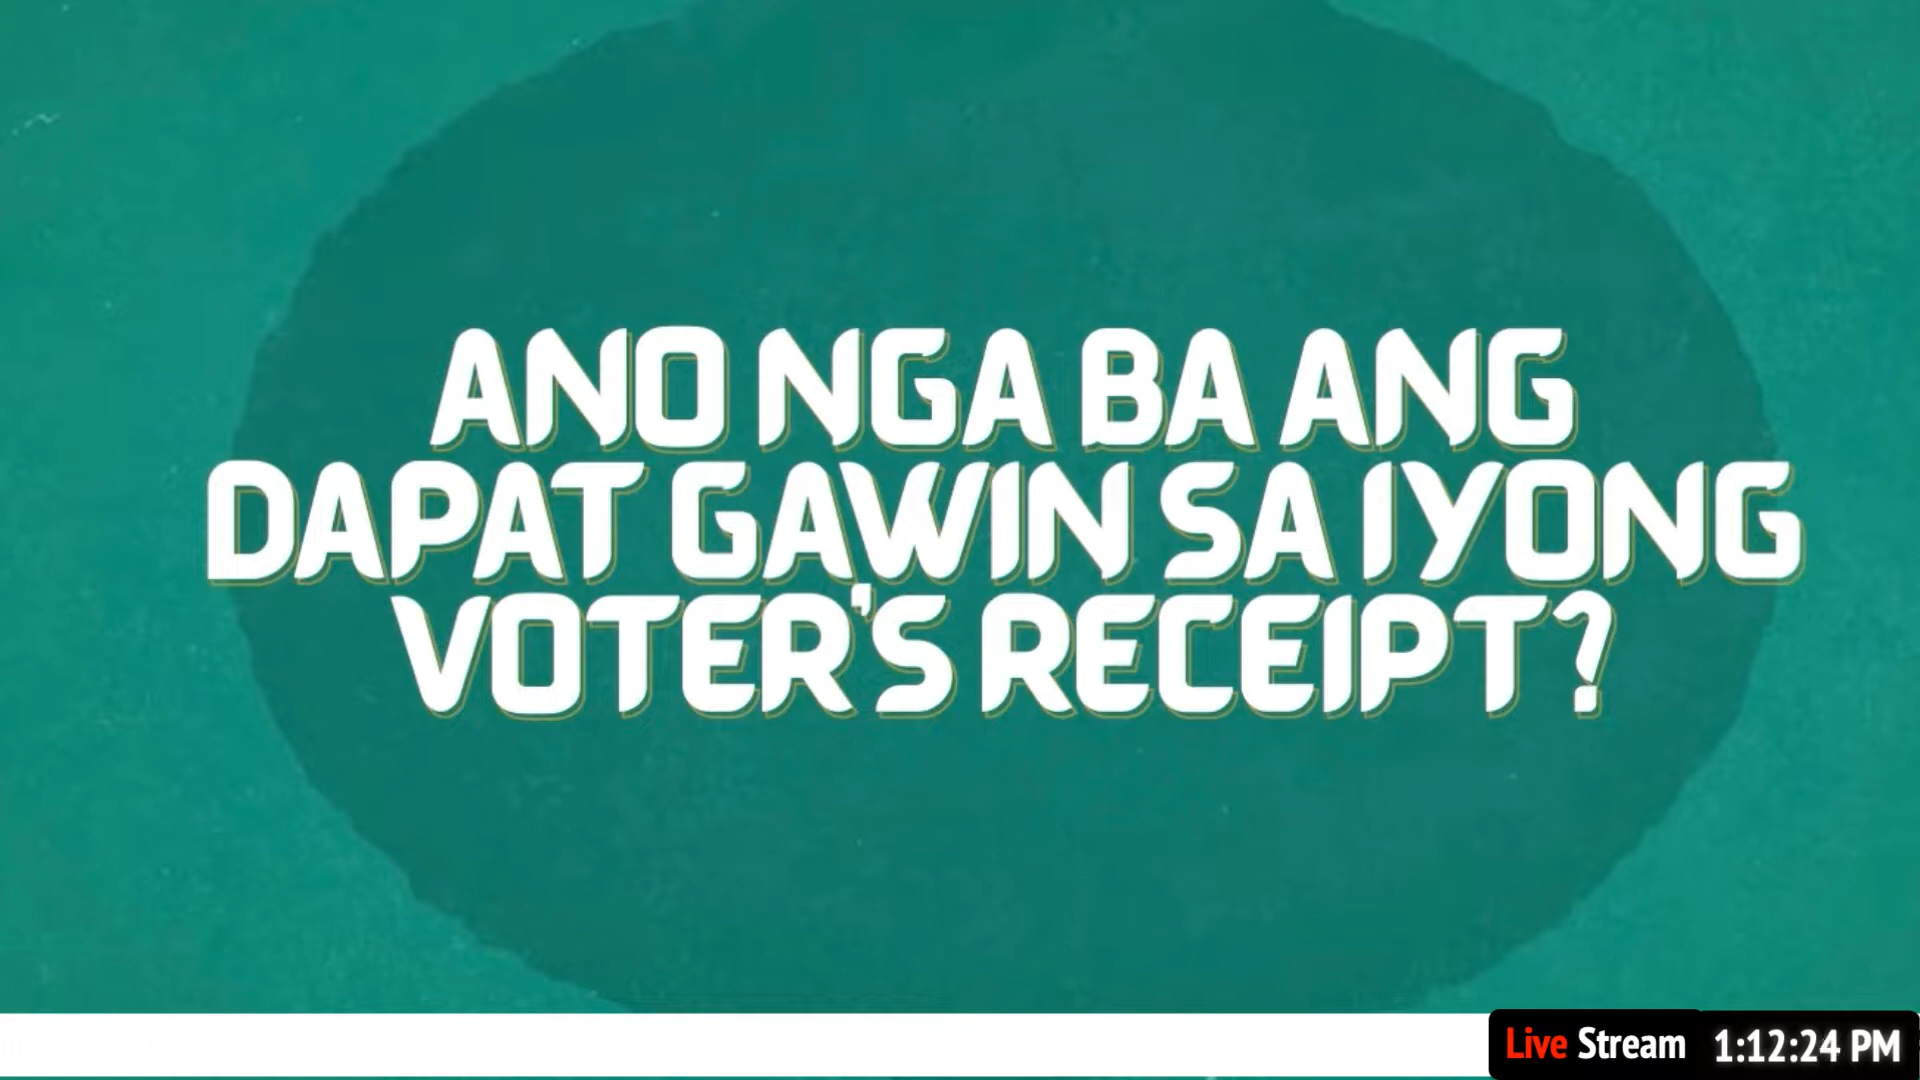 ANO NGA BA ANG
DAPAT GAWIN SA IYONG
VOTER'S RECEIPT?
Live Stream 1:12:24 PM